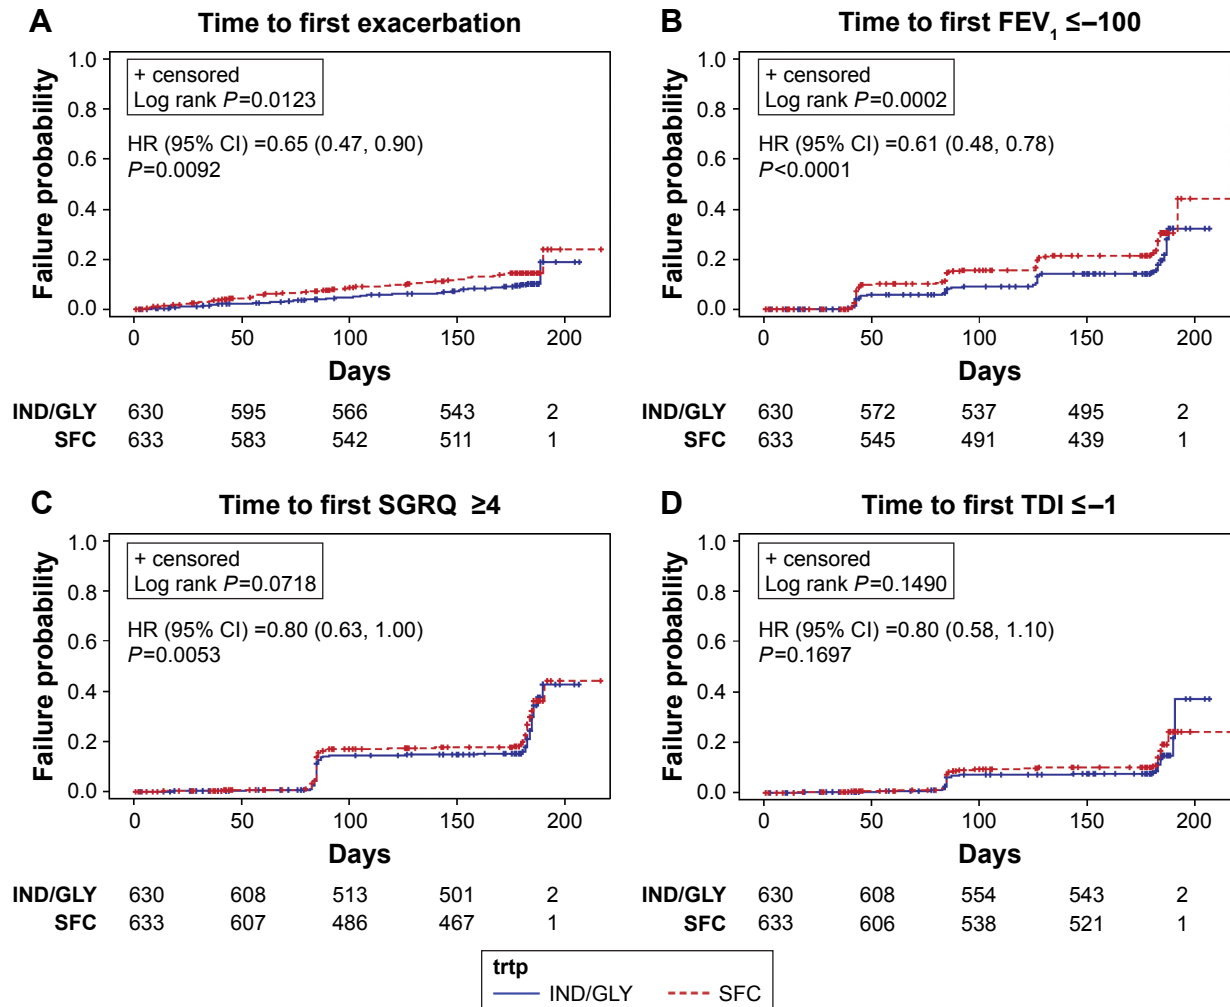 A Time to first exacerbation
Failure probability
1.0
0.8
0.6
0.4
0.2
0.0
+ censored
Log rank P=0.0123
HR (95% CI) =0.65 (0.47, 0.90)
P=0.0092
0 50 100 150 200
Days
IND/GLY 630 595 566 543 2
SFC 633 583 542 511 1
B Time to first FEV₁ ≤–100
Failure probability
1.0
0.8
0.6
0.4
0.2
0.0
+ censored
Log rank P=0.0002
HR (95% CI) =0.61 (0.48, 0.78)
P<0.0001
0 50 100 150 200
Days
IND/GLY 630 572 537 495 2
SFC 633 545 491 439 1
C Time to first SGRQ ≥4
Failure probability
1.0
0.8
0.6
0.4
0.2
0.0
+ censored
Log rank P=0.0718
HR (95% CI) =0.80 (0.63, 1.00)
P=0.0053
0 50 100 150 200
Days
IND/GLY 630 608 513 501 2
SFC 633 607 486 467 1
D Time to first TDI ≤–1
Failure probability
1.0
0.8
0.6
0.4
0.2
0.0
+ censored
Log rank P=0.1490
HR (95% CI) =0.80 (0.58, 1.10)
P=0.1697
0 50 100 150 200
Days
IND/GLY 630 608 554 543 2
SFC 633 606 538 521 1
trtp
IND/GLY SFC